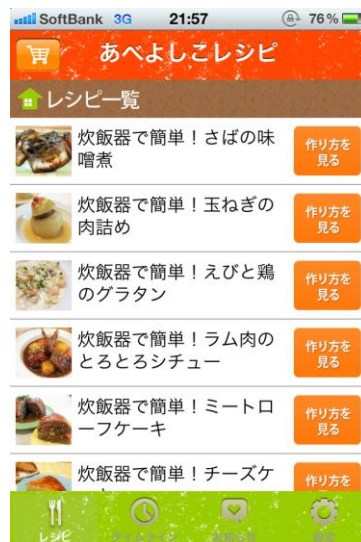 SoftBank 3G 21:57 76%
あべよしこレシピ
レシピ一覧
炊飯器で簡単！さばの味
噌煮
作り方を
見る
炊飯器で簡単！玉ねぎの
肉詰め
作り方を
見る
炊飯器で簡単！えびと鶏
のグラタン
作り方を
見る
炊飯器で簡単！ラム肉の
とろとろシチュー
作り方を
見る
炊飯器で簡単！ミートロ
ーフケーキ
作り方を
見る
炊飯器で簡単！チーズケ
作り方を
レシピ
タイムライン